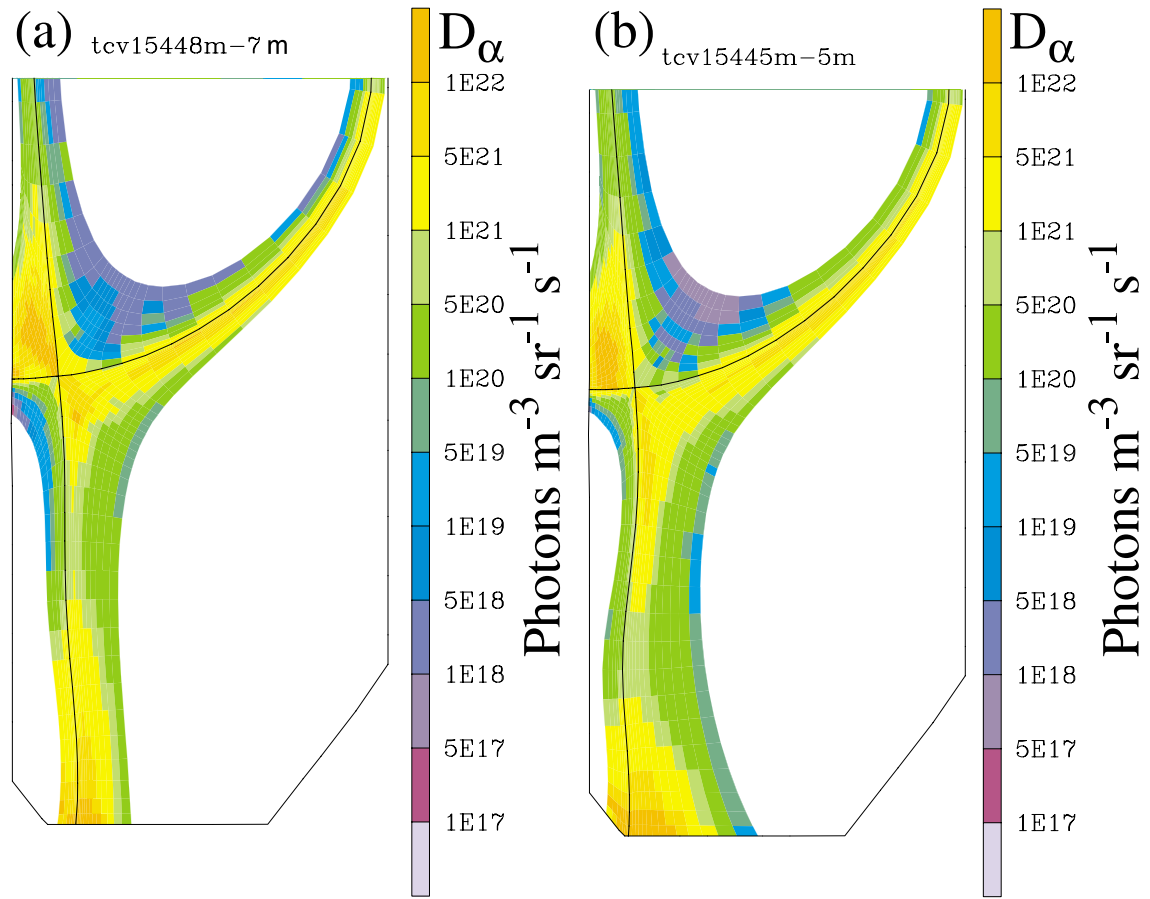 (a) tcv15448m-7 m
Dα
1E22
5E21
1E21
5E20
1E20
5E19
1E19
5E18
1E18
5E17
1E17
Photons m-3 sr-1 s-1
(b) tcv15445m-5m
Dα
1E22
5E21
1E21
5E20
1E20
5E19
1E19
5E18
1E18
5E17
1E17
Photons m-3 sr-1 s-1